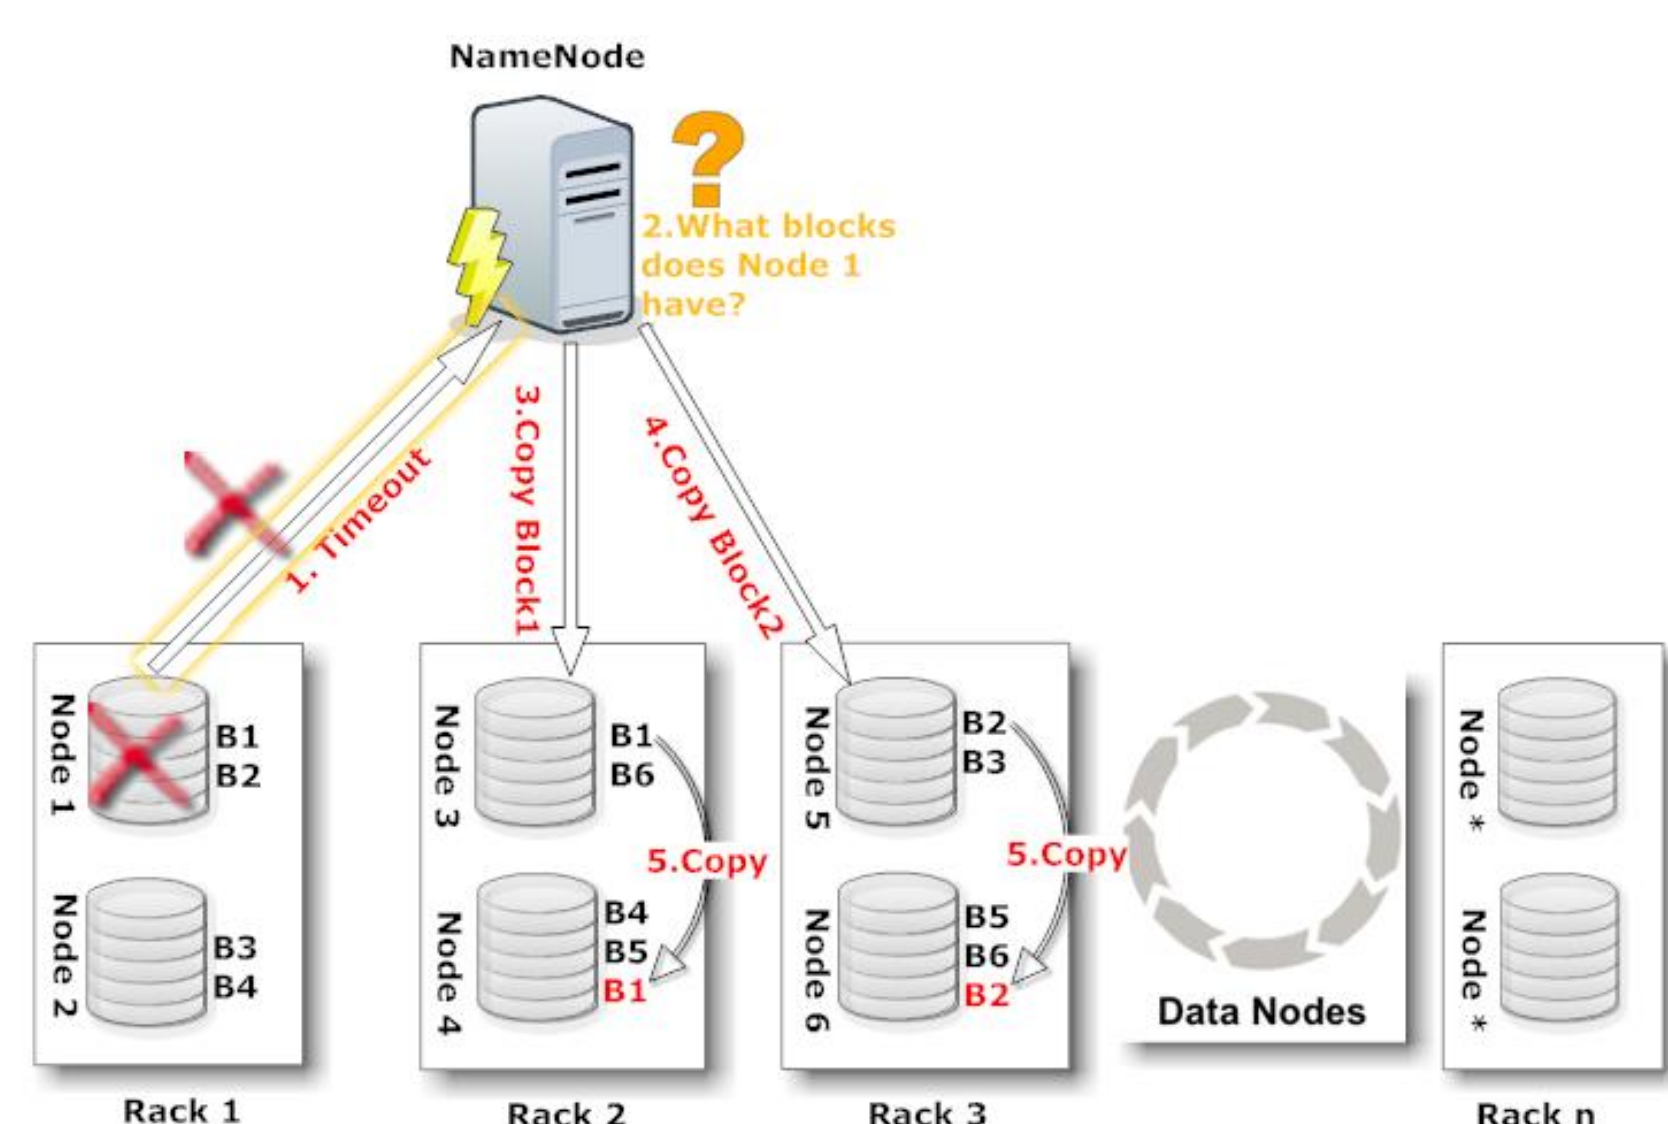 NameNode
2.What blocks
does Node 1
have?
1. Timeout
3.Copy Block1
4.Copy Block2
Node 1
B1
B2
Node 2
B3
B4
Rack 1
Node 3
B1
B6
5.Copy
Node 4
B4
B5
B1
Rack 2
Node 5
B2
B3
5.Copy
Node 6
B5
B6
B2
Rack 3
Data Nodes
Node *
Node *
Rack n